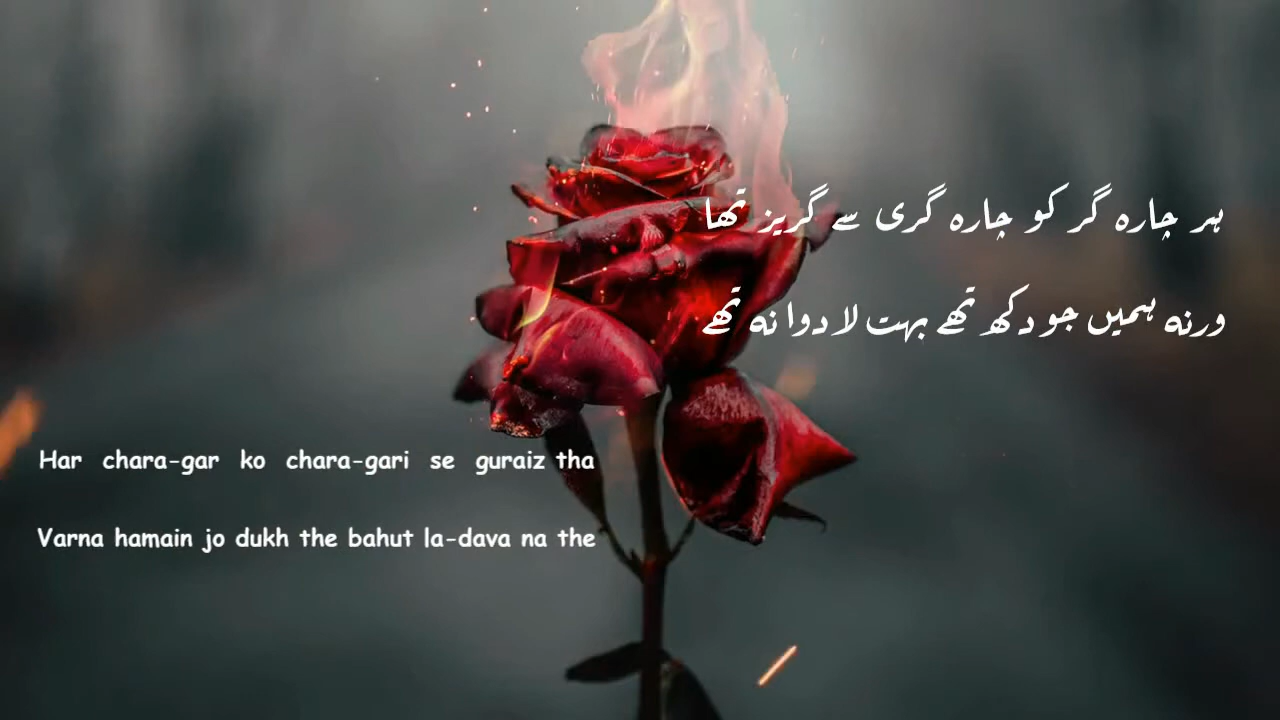 ہر چارہ گر کو چارہ گری سے گریز تھا
ورنہ ہمیں جو دکھ تھے بہت لا دوا نہ تھے
Har chara-gar ko chara-gari se guraiz tha
Varna hamain jo dukh the bahut la-dava na the